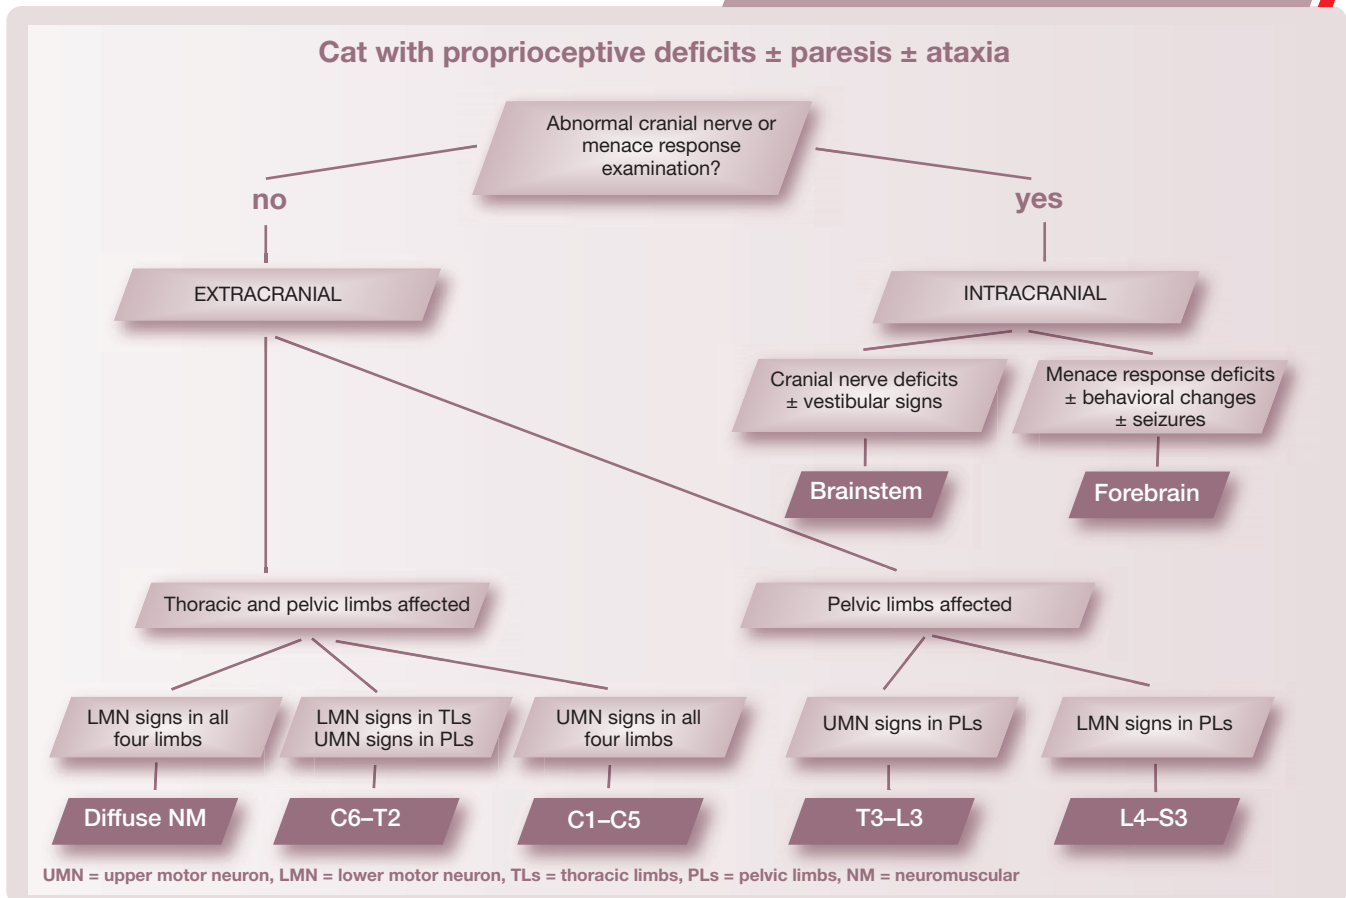 Cat with proprioceptive deficits ± paresis ± ataxia
Abnormal cranial nerve or
menace response
examination?
no
yes
EXTRACRANIAL
INTRACRANIAL
Cranial nerve deficits
± vestibular signs
Menace response deficits
± behavioral changes
± seizures
Brainstem
Forebrain
Thoracic and pelvic limbs affected
Pelvic limbs affected
LMN signs in all
four limbs
LMN signs in TLs
UMN signs in PLs
UMN signs in all
four limbs
UMN signs in PLs
LMN signs in PLs
Diffuse NM
C6–T2
C1–C5
T3–L3
L4–S3
UMN = upper motor neuron, LMN = lower motor neuron, TLs = thoracic limbs, PLs = pelvic limbs, NM = neuromuscular